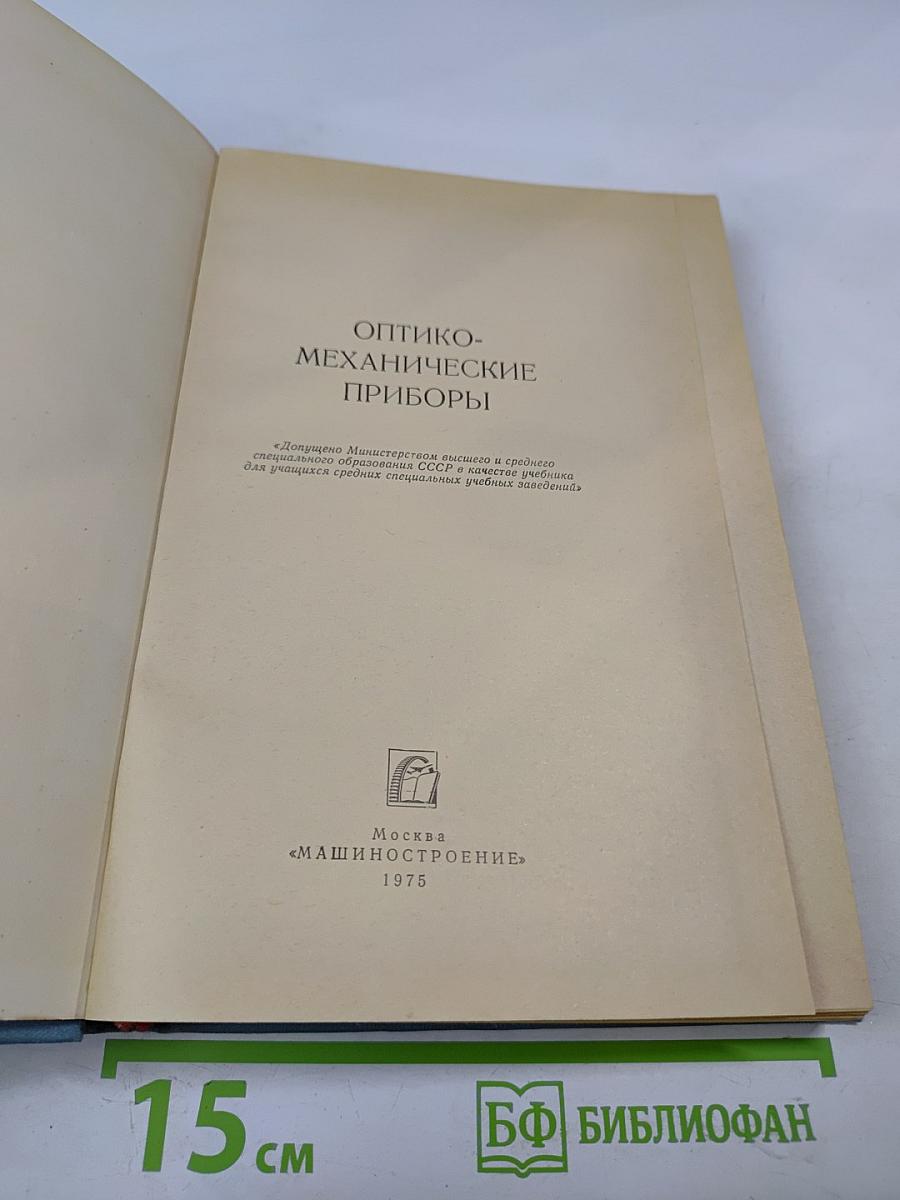 ОПТИКО-
МЕХАНИЧЕСКИЕ
ПРИБОРЫ
«Допущено Министерством высшего и среднего
специального образования СССР в качестве учебника
для учащихся средних специальных учебных заведений»
Москва
«МАШИНОСТРОЕНИЕ»
1975
15 см
БФ БИБЛИОФАН